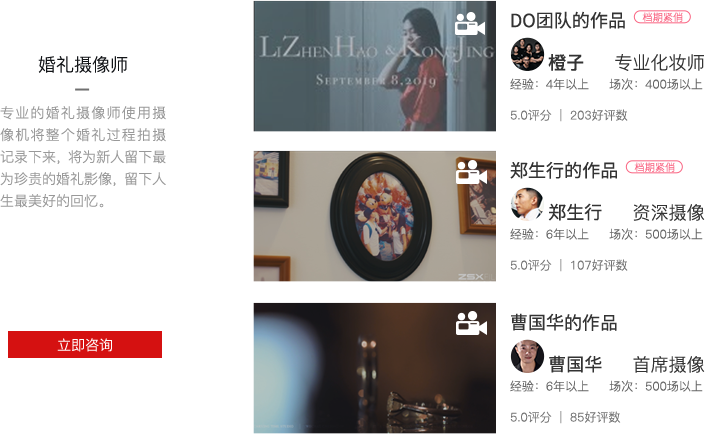 婚礼摄像师
专业的婚礼摄像师使用摄
像机将整个婚礼过程拍摄
记录下来，将为新人留下最
为珍贵的婚礼影像，留下人
生最美好的回忆。
立即咨询
LiZhenHao & KongJing
September 8,2019
DO团队的作品 档期紧俏
橙子 专业化妆师
经验：4年以上 场次：400场以上
5.0评分 | 203好评数
ZSX
郑生行的作品 档期紧俏
郑生行 资深摄像
经验：6年以上 场次：500场以上
5.0评分 | 107好评数
曹国华的作品
曹国华 首席摄像
经验：6年以上 场次：500场以上
5.0评分 | 85好评数